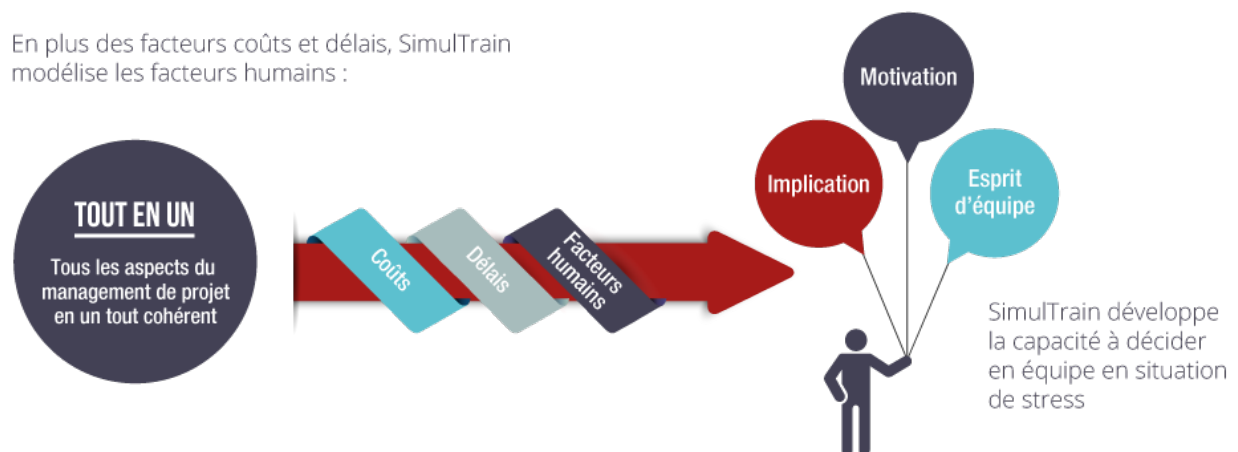 En plus des facteurs coûts et délais, SimulTrain
modélise les facteurs humains :
TOUT EN UN
Tous les aspects du
management de projet
en un tout cohérent
Coûts
Délais
Facteurs
humains
Motivation
Implication
Esprit
d'équipe
SimulTrain développe
la capacité à décider
en équipe en situation
de stress